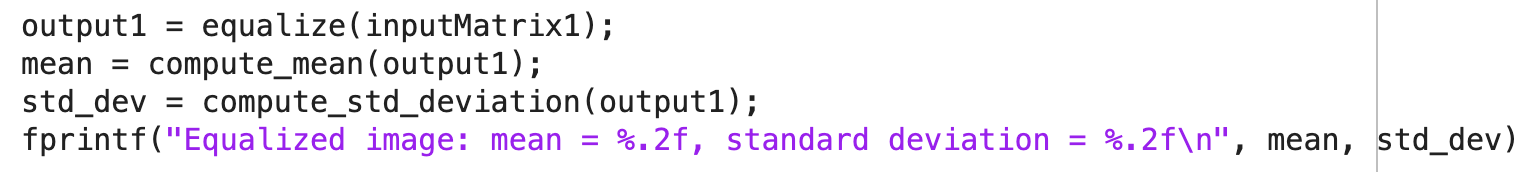 output1 = equalize(inputMatrix1);
mean = compute_mean(output1);
std_dev = compute_std_deviation(output1);
fprintf("Equalized image: mean = %.2f, standard deviation = %.2f\n", mean, std_dev)